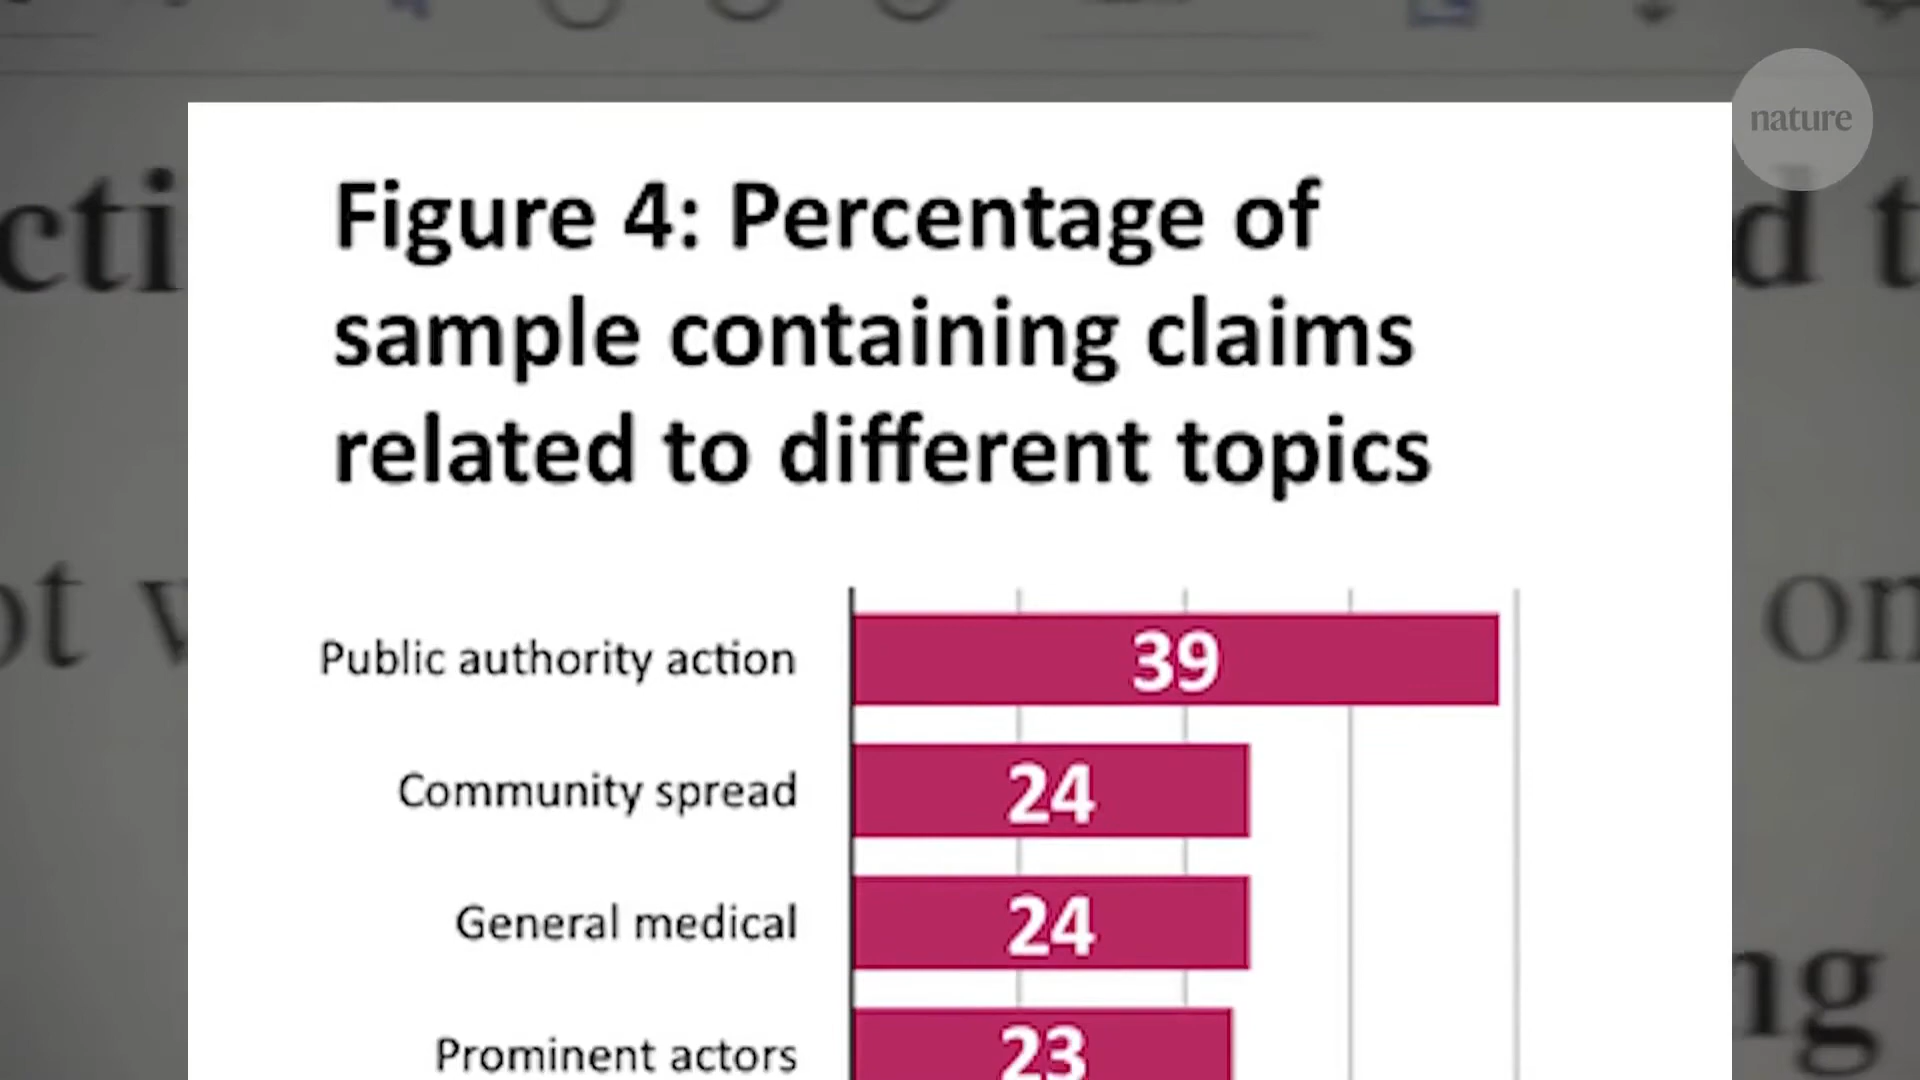 nature
Figure 4: Percentage of
sample containing claims
related to different topics
Public authority action
39
Community spread
24
General medical
24
Prominent actors
23